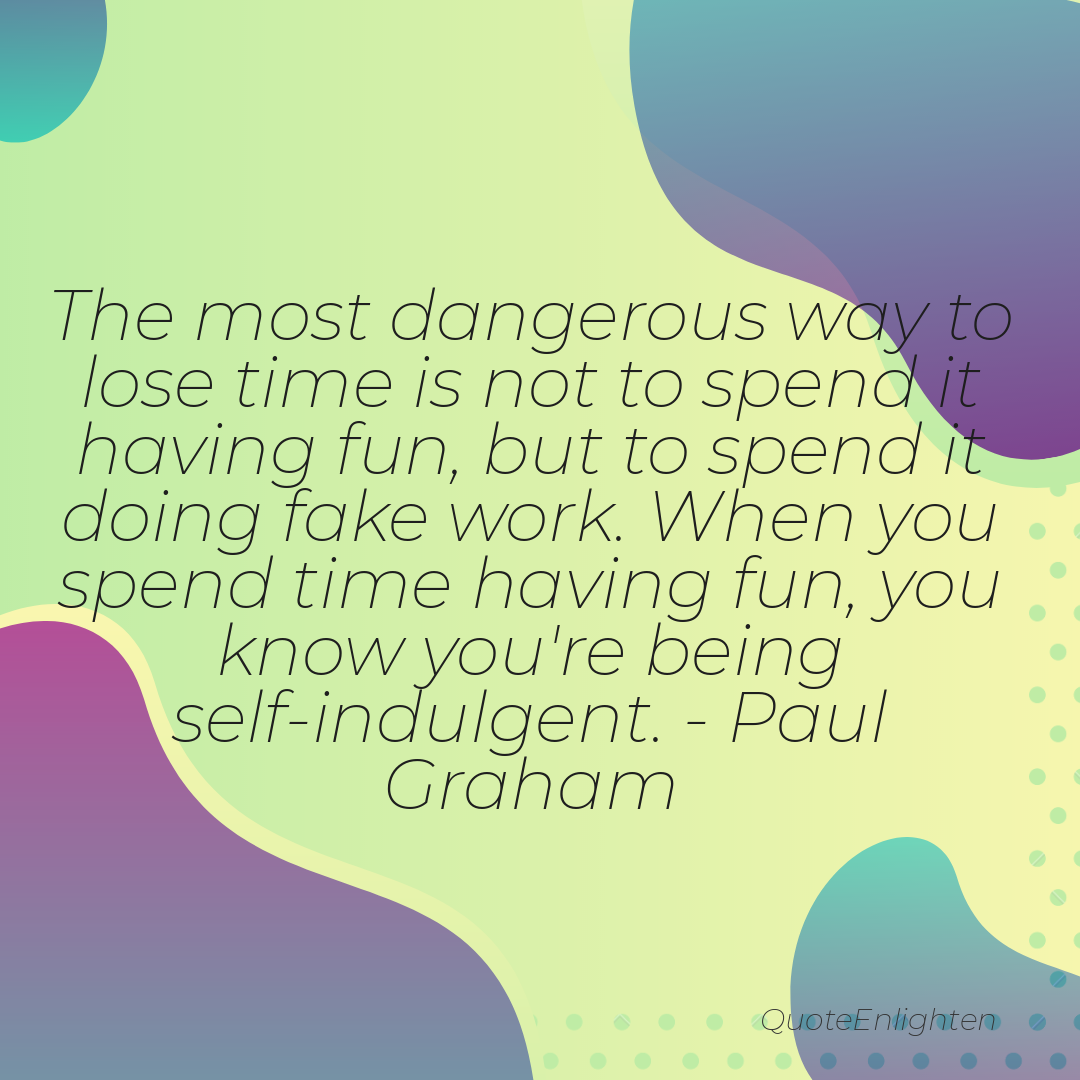 The most dangerous way to
lose time is not to spend it
having fun, but to spend it
doing fake work. When you
spend time having fun, you
know you're being
self-indulgent. - Paul
Graham
QuoteEnlighten